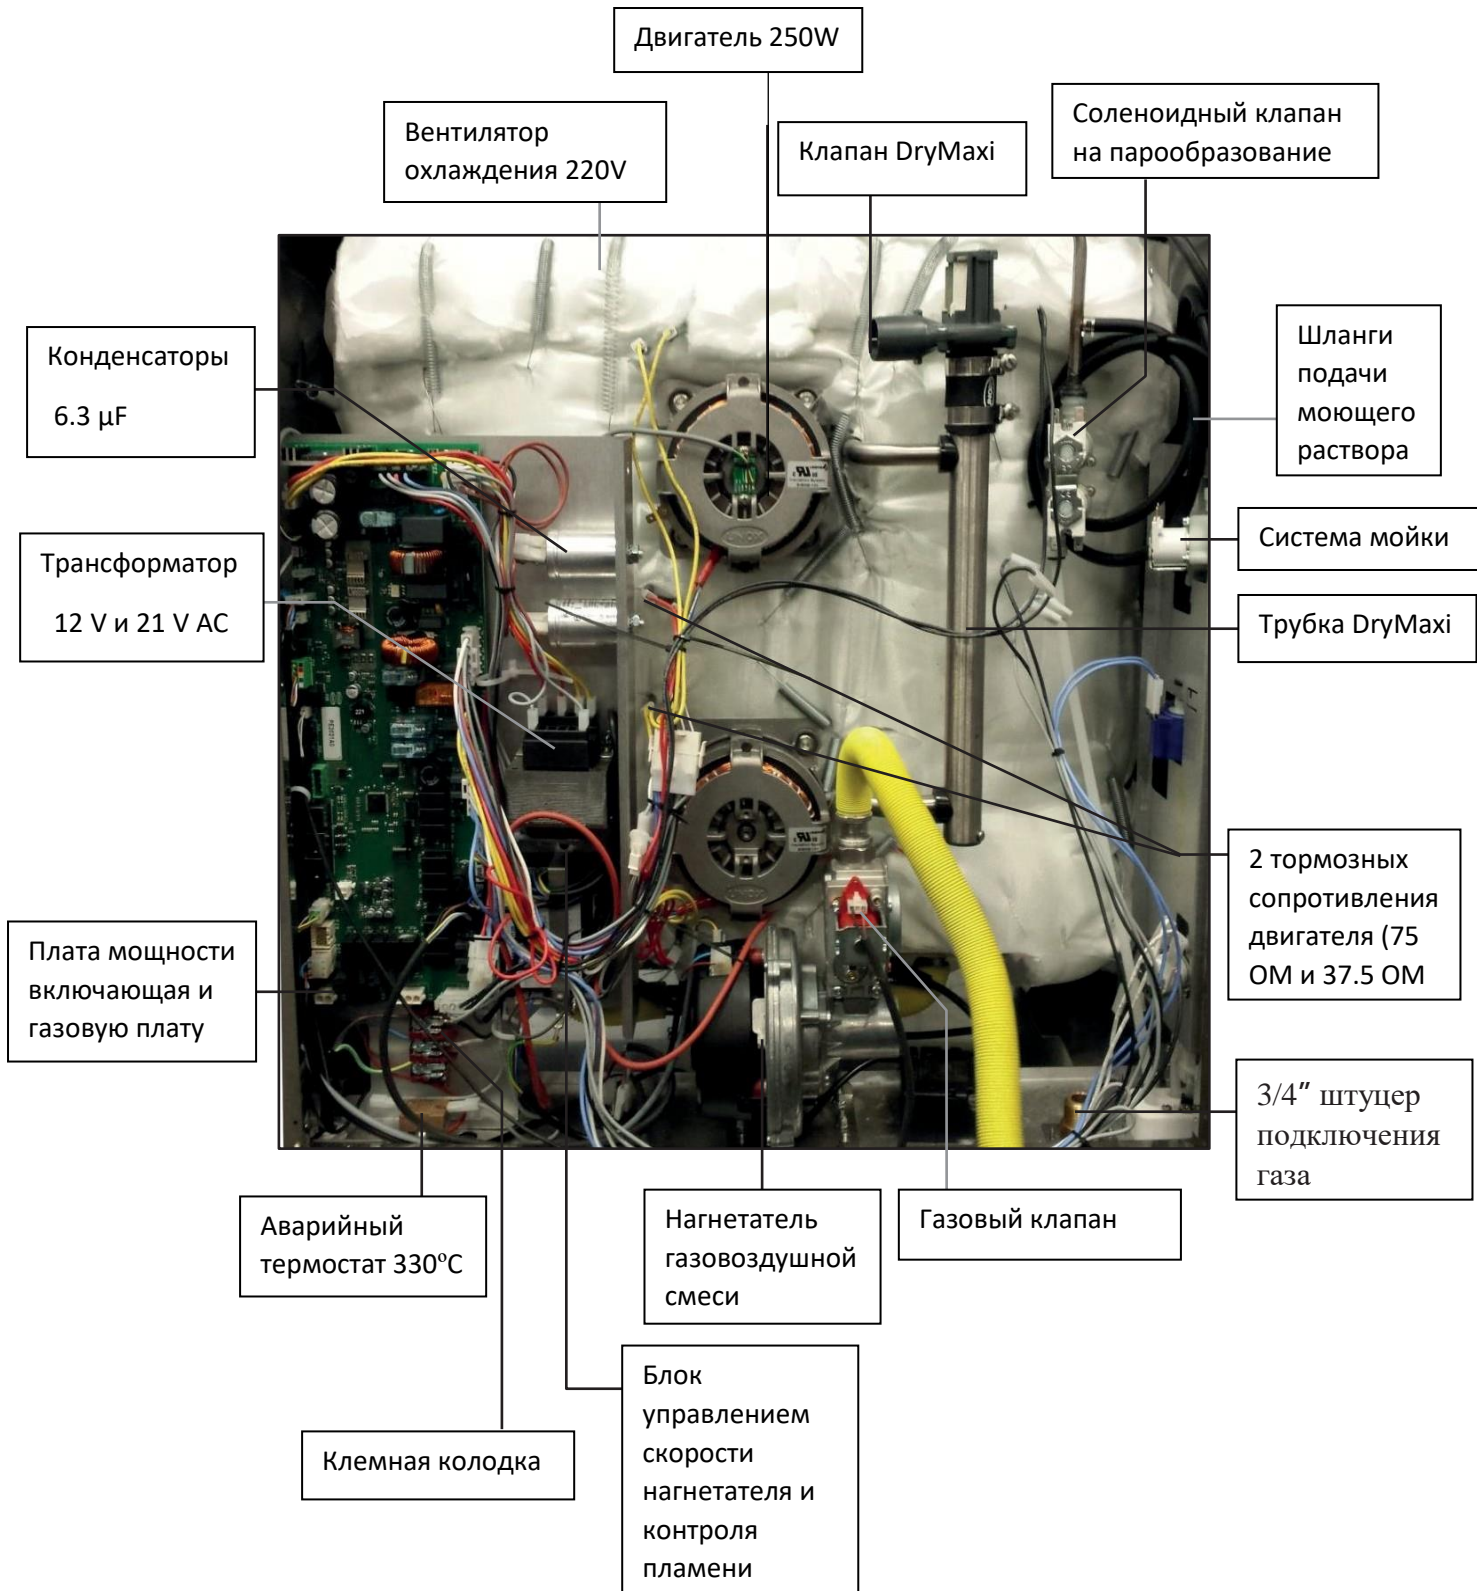 Двигатель 250W
Вентилятор
охлаждения 220V
Клапан DryMaxi
Соленоидный клапан
на парообразование
Конденсаторы
6.3 µF
Шланги
подачи
моющего
раствора
Трансформатор
12 V и 21 V AC
Система мойки
Трубка DryMaxi
2 тормозных
сопротивления
двигателя (75
ОМ и 37.5 ОМ
Плата мощности
включающая и
газовую плату
3/4" штуцер
подключения
газа
Аварийный
термостат 330°C
Нагнетатель
газовоздушной
смеси
Газовый клапан
Клемная колодка
Блок
управлением
скорости
нагнетателя и
контроля
пламени